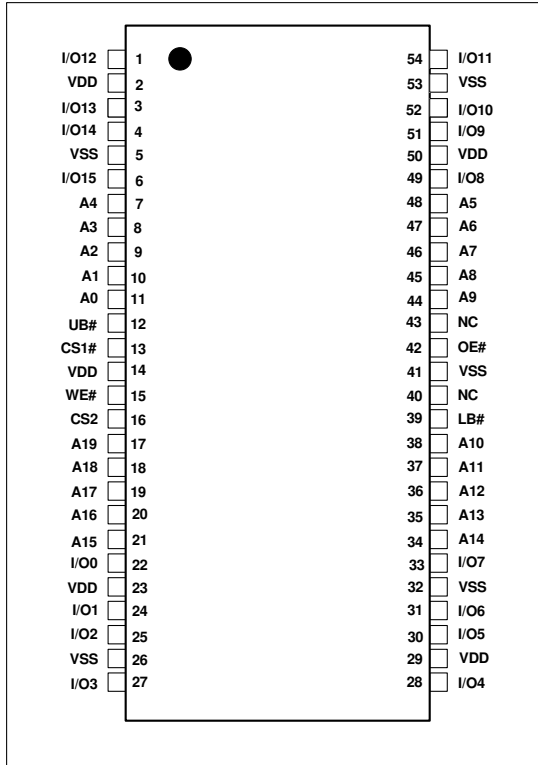 I/O12 1 54 I/O11
VDD 2 53 VSS
I/O13 3 52 I/O10
I/O14 4 51 I/O9
VSS 5 50 VDD
I/O15 6 49 I/O8
A4 7 48 A5
A3 8 47 A6
A2 9 46 A7
A1 10 45 A8
A0 11 44 A9
UB# 12 43 NC
CS1# 13 42 OE#
VDD 14 41 VSS
WE# 15 40 NC
CS2 16 39 LB#
A19 17 38 A10
A18 18 37 A11
A17 19 36 A12
A16 20 35 A13
A15 21 34 A14
I/O0 22 33 I/O7
VDD 23 32 VSS
I/O1 24 31 I/O6
I/O2 25 30 I/O5
VSS 26 29 VDD
I/O3 27 28 I/O4